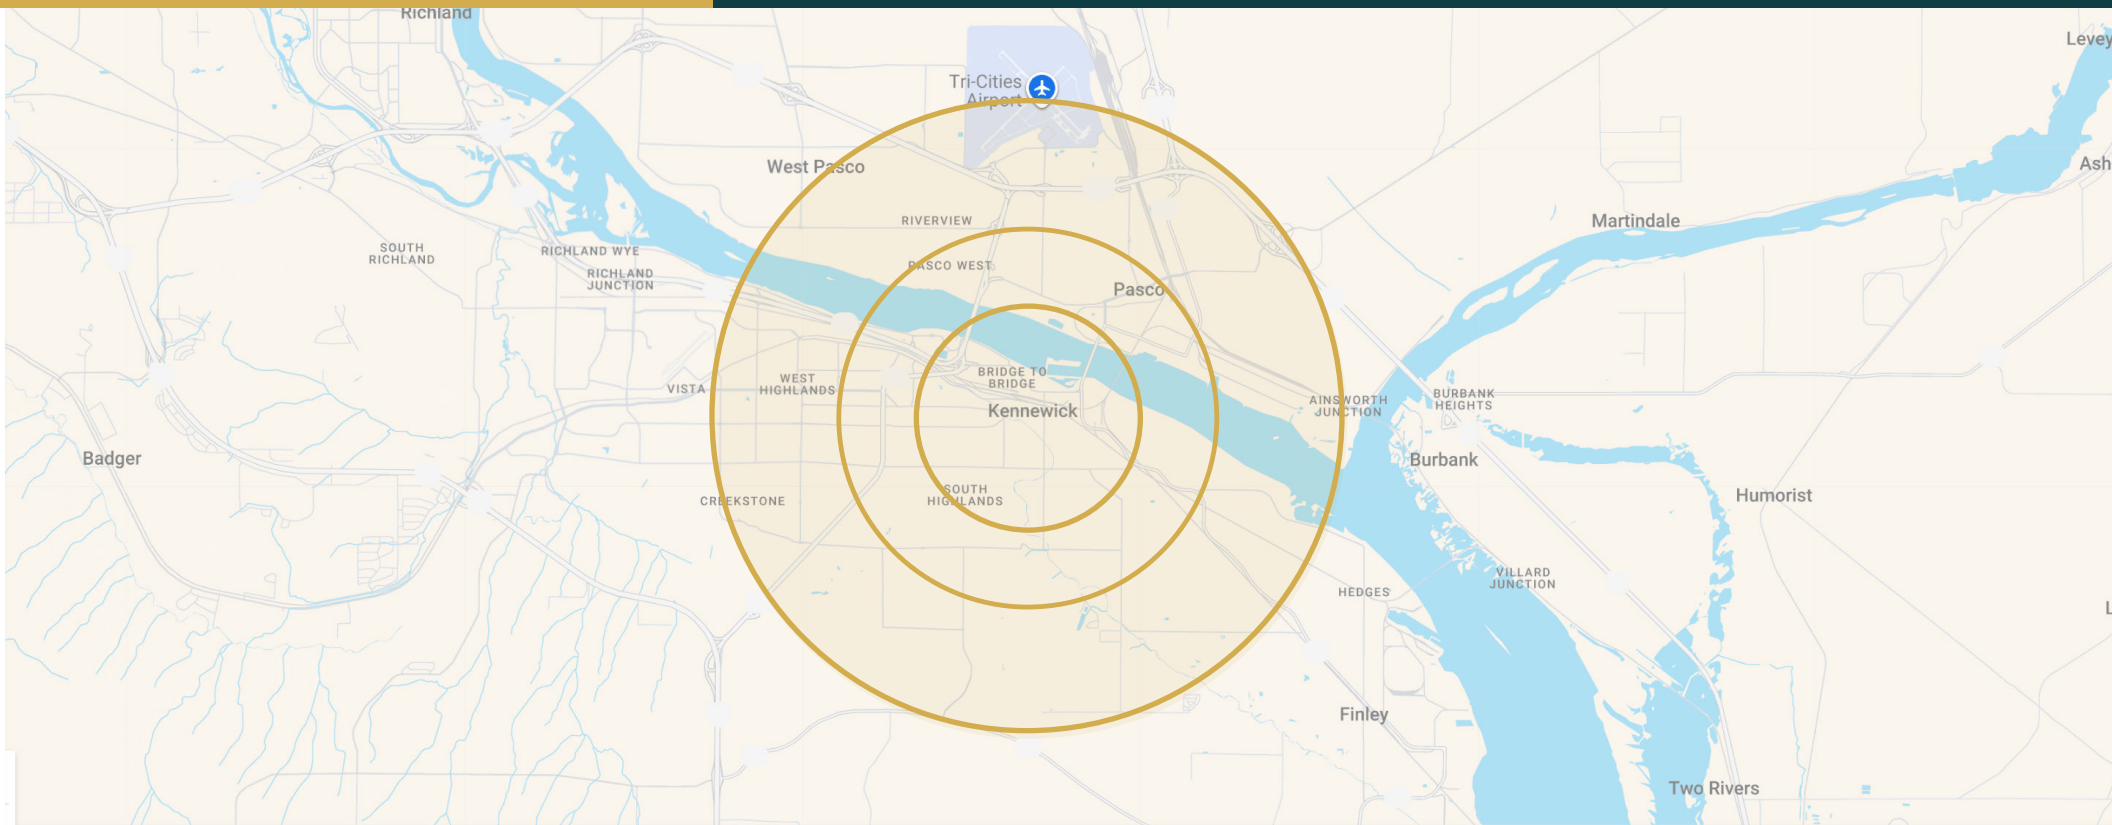 Richland
Levey
Tri-Cities
Airport
West Pasco
Ash
RIVERVIEW
Martindale
SOUTH
RICHLAND
RICHLAND WYE
PASCO WEST
RICHLAND
JUNCTION
Pasco
BRIDGE TO
BRIDGE
WEST
HIGHLANDS
VISTA
Kennewick
AINSWORTH
JUNCTION
BURBANK
HEIGHTS
Badger
Burbank
SOUTH
HIGHLANDS
CREEKSTONE
Humorist
VILLARD
JUNCTION
HEDGES
L
Finley
Two Rivers